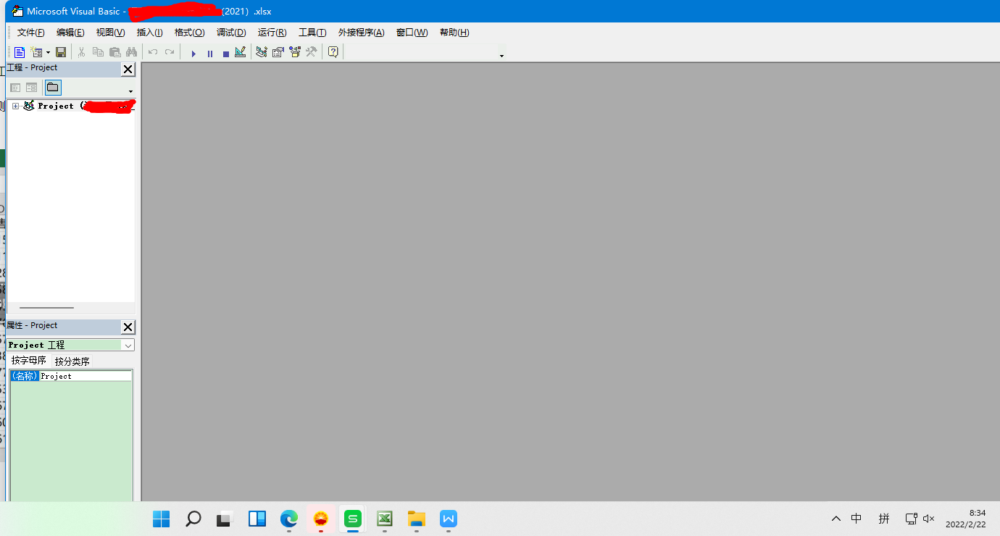 Microsoft Visual Basic - (2021) .xlsx
文件(F) 编辑(E) 视图(V) 插入(I) 格式(O) 调试(D) 运行(R) 工具(T) 外接程序(A) 窗口(W) 帮助(H)
工程 - Project
Project (
属性 - Project
Project 工程
按字母序 按分类序
(名称) Project
中 拼 8:34
2022/2/22